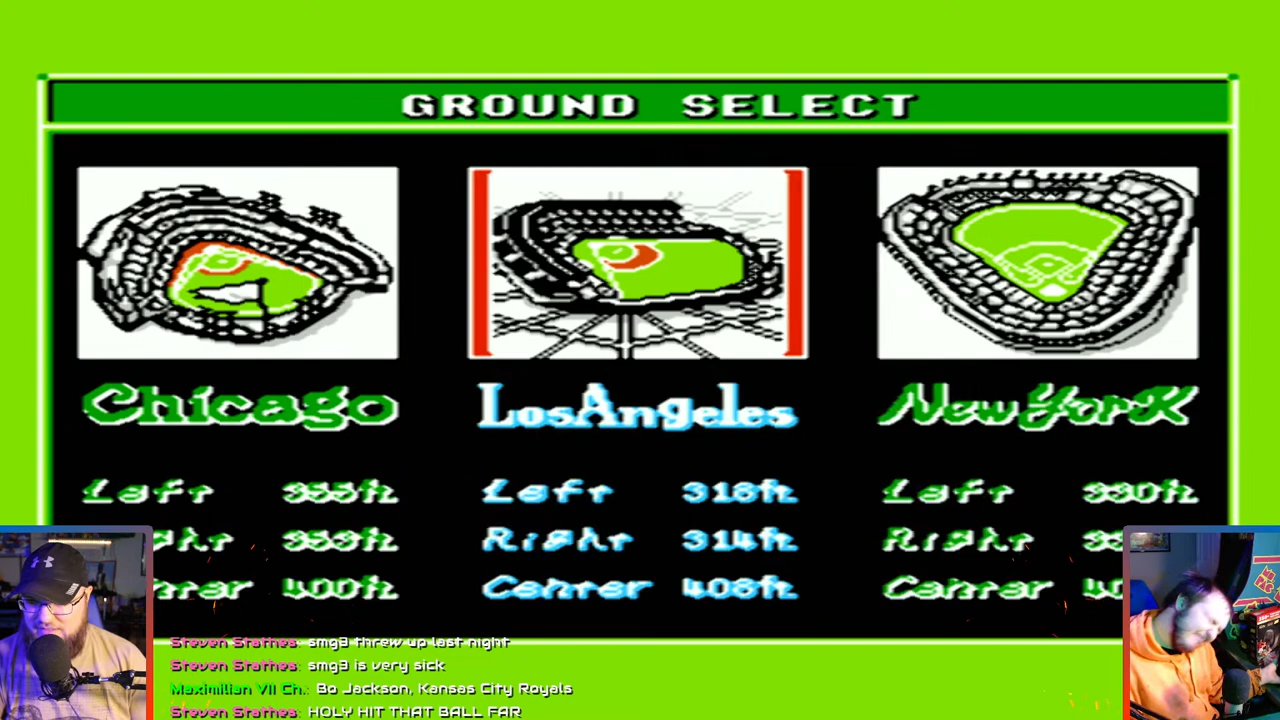 GROUND SELECT
Chicago LosAngeles NewYork
Left 355ft Left 318ft Left 330ft
353ft Right 314ft Right
400ft Center 408ft Center
Steven Stathes: smg3 threw up last night
Steven Stathes: smg3 is very sick
Maximilian VII Ch.: Bo Jackson, Kansas City Royals
Steven Stathes: HOLY HIT THAT BALL FAR